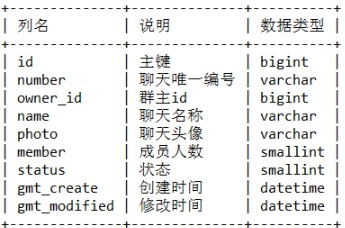 +--------------+--------------+-----------+
| 列名 | 说明 | 数据类型 |
+--------------+--------------+-----------+
| id | 主键 | bigint |
| number | 聊天唯一编号 | varchar |
| owner_id | 群主id | bigint |
| name | 聊天名称 | varchar |
| photo | 聊天头像 | varchar |
| member | 成员人数 | smallint |
| status | 状态 | smallint |
| gmt_create | 创建时间 | datetime |
| gmt_modified | 修改时间 | datetime |
+--------------+--------------+-----------+